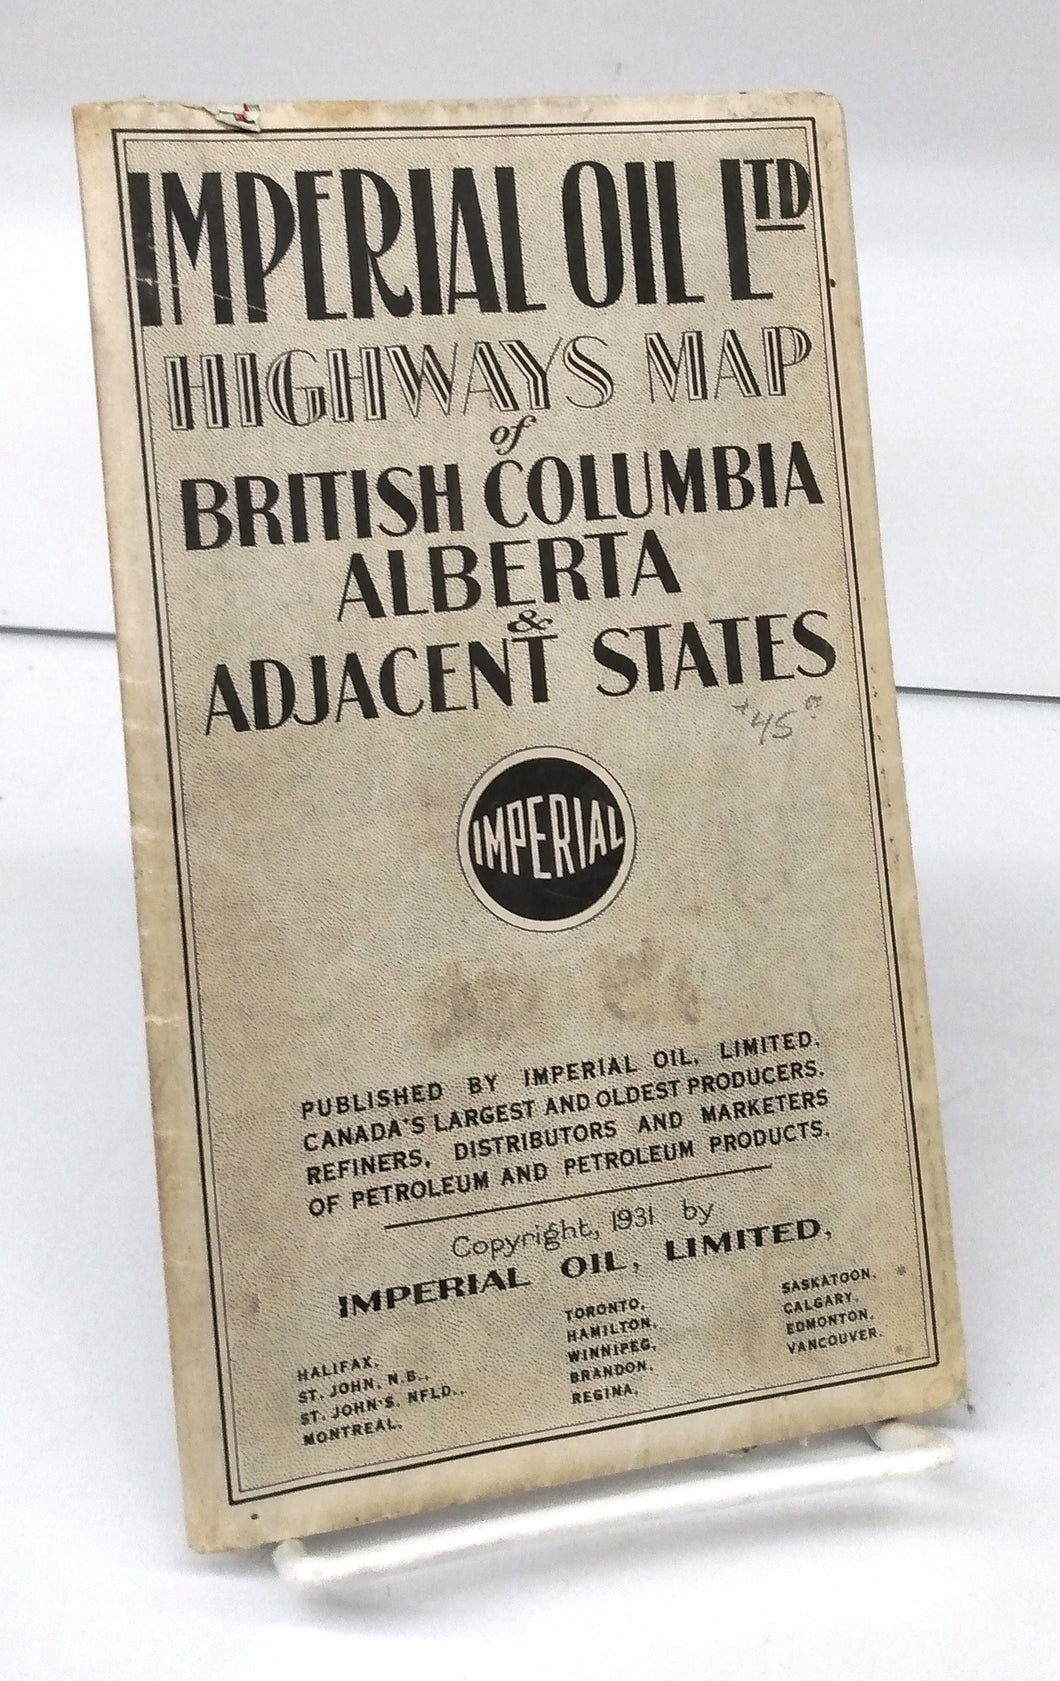 IMPERIAL OIL LTD
HIGHWAYS MAP
of
BRITISH COLUMBIA
ALBERTA
&
ADJACENT STATES
$45.00
IMPERIAL
PUBLISHED BY IMPERIAL OIL, LIMITED,
CANADA'S LARGEST AND OLDEST PRODUCERS,
REFINERS, DISTRIBUTORS AND MARKETERS
OF PETROLEUM AND PETROLEUM PRODUCTS.
Copyright, 1931 by
IMPERIAL OIL, LIMITED,
HALIFAX,
ST. JOHN, N.B.,
ST. JOHN'S, NFLD.,
MONTREAL,
TORONTO,
HAMILTON,
WINNIPEG,
BRANDON,
REGINA,
SASKATOON,
CALGARY,
EDMONTON,
VANCOUVER.